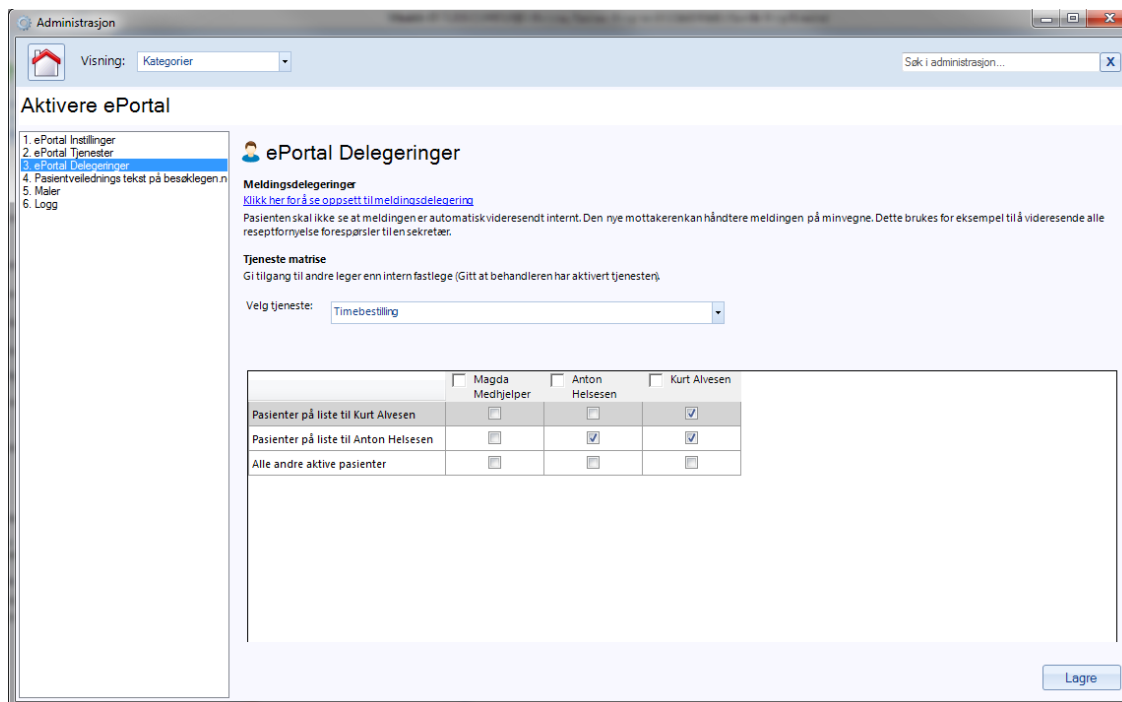 Administrasjon
Visning: Kategorier
Søk i administrasjon...
X
Aktivere ePortal
1. ePortal Instillinger
2. ePortal Tjenester
3. ePortal Delegeringer
4. Pasientveilednings tekst på besøklegen.n
5. Maler
6. Logg
ePortal Delegeringer
Meldingsdelegeringer
Klikk her for å se oppsett til meldingsdelegering
Pasienten skal ikke se at meldingen er automatisk videresendt internt. Den nye mottakeren kan håndtere meldingen på min vegne. Dette brukes for eksempel til å videresende alle
reseptfornyelse forespørsler til en sekretær.
Tjeneste matrise
Gi tilgang til andre leger enn intern fastlege (Gitt at behandleren har aktivert tjenesten).
Velg tjeneste: Timebestilling
Magda Medhjelper
Anton Helsesen
Kurt Alvesen
Pasienter på liste til Kurt Alvesen
Pasienter på liste til Anton Helsesen
Alle andre aktive pasienter
Lagre